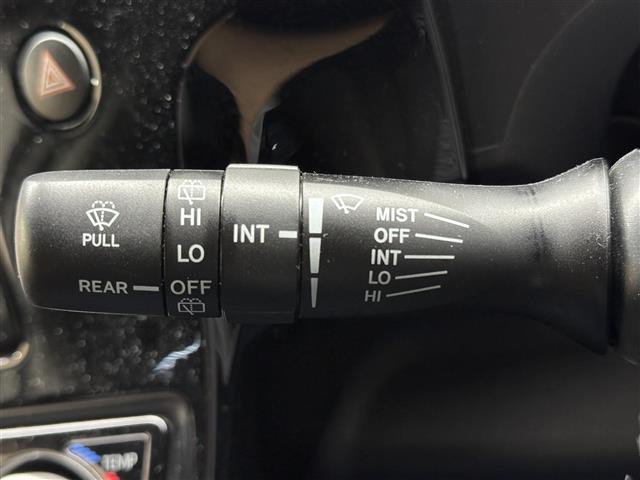 PULL
REAR
HI
LO
OFF
INT
MIST
OFF
INT
LO
HI
TEMP